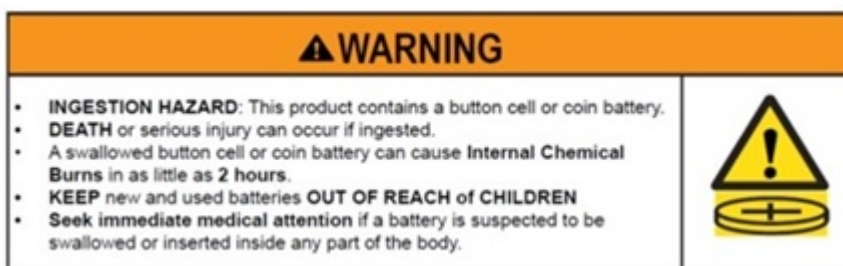 WARNING
• INGESTION HAZARD: This product contains a button cell or coin battery.
• DEATH or serious injury can occur if ingested.
• A swallowed button cell or coin battery can cause Internal Chemical
Burns in as little as 2 hours.
• KEEP new and used batteries OUT OF REACH of CHILDREN
• Seek immediate medical attention if a battery is suspected to be
swallowed or inserted inside any part of the body.